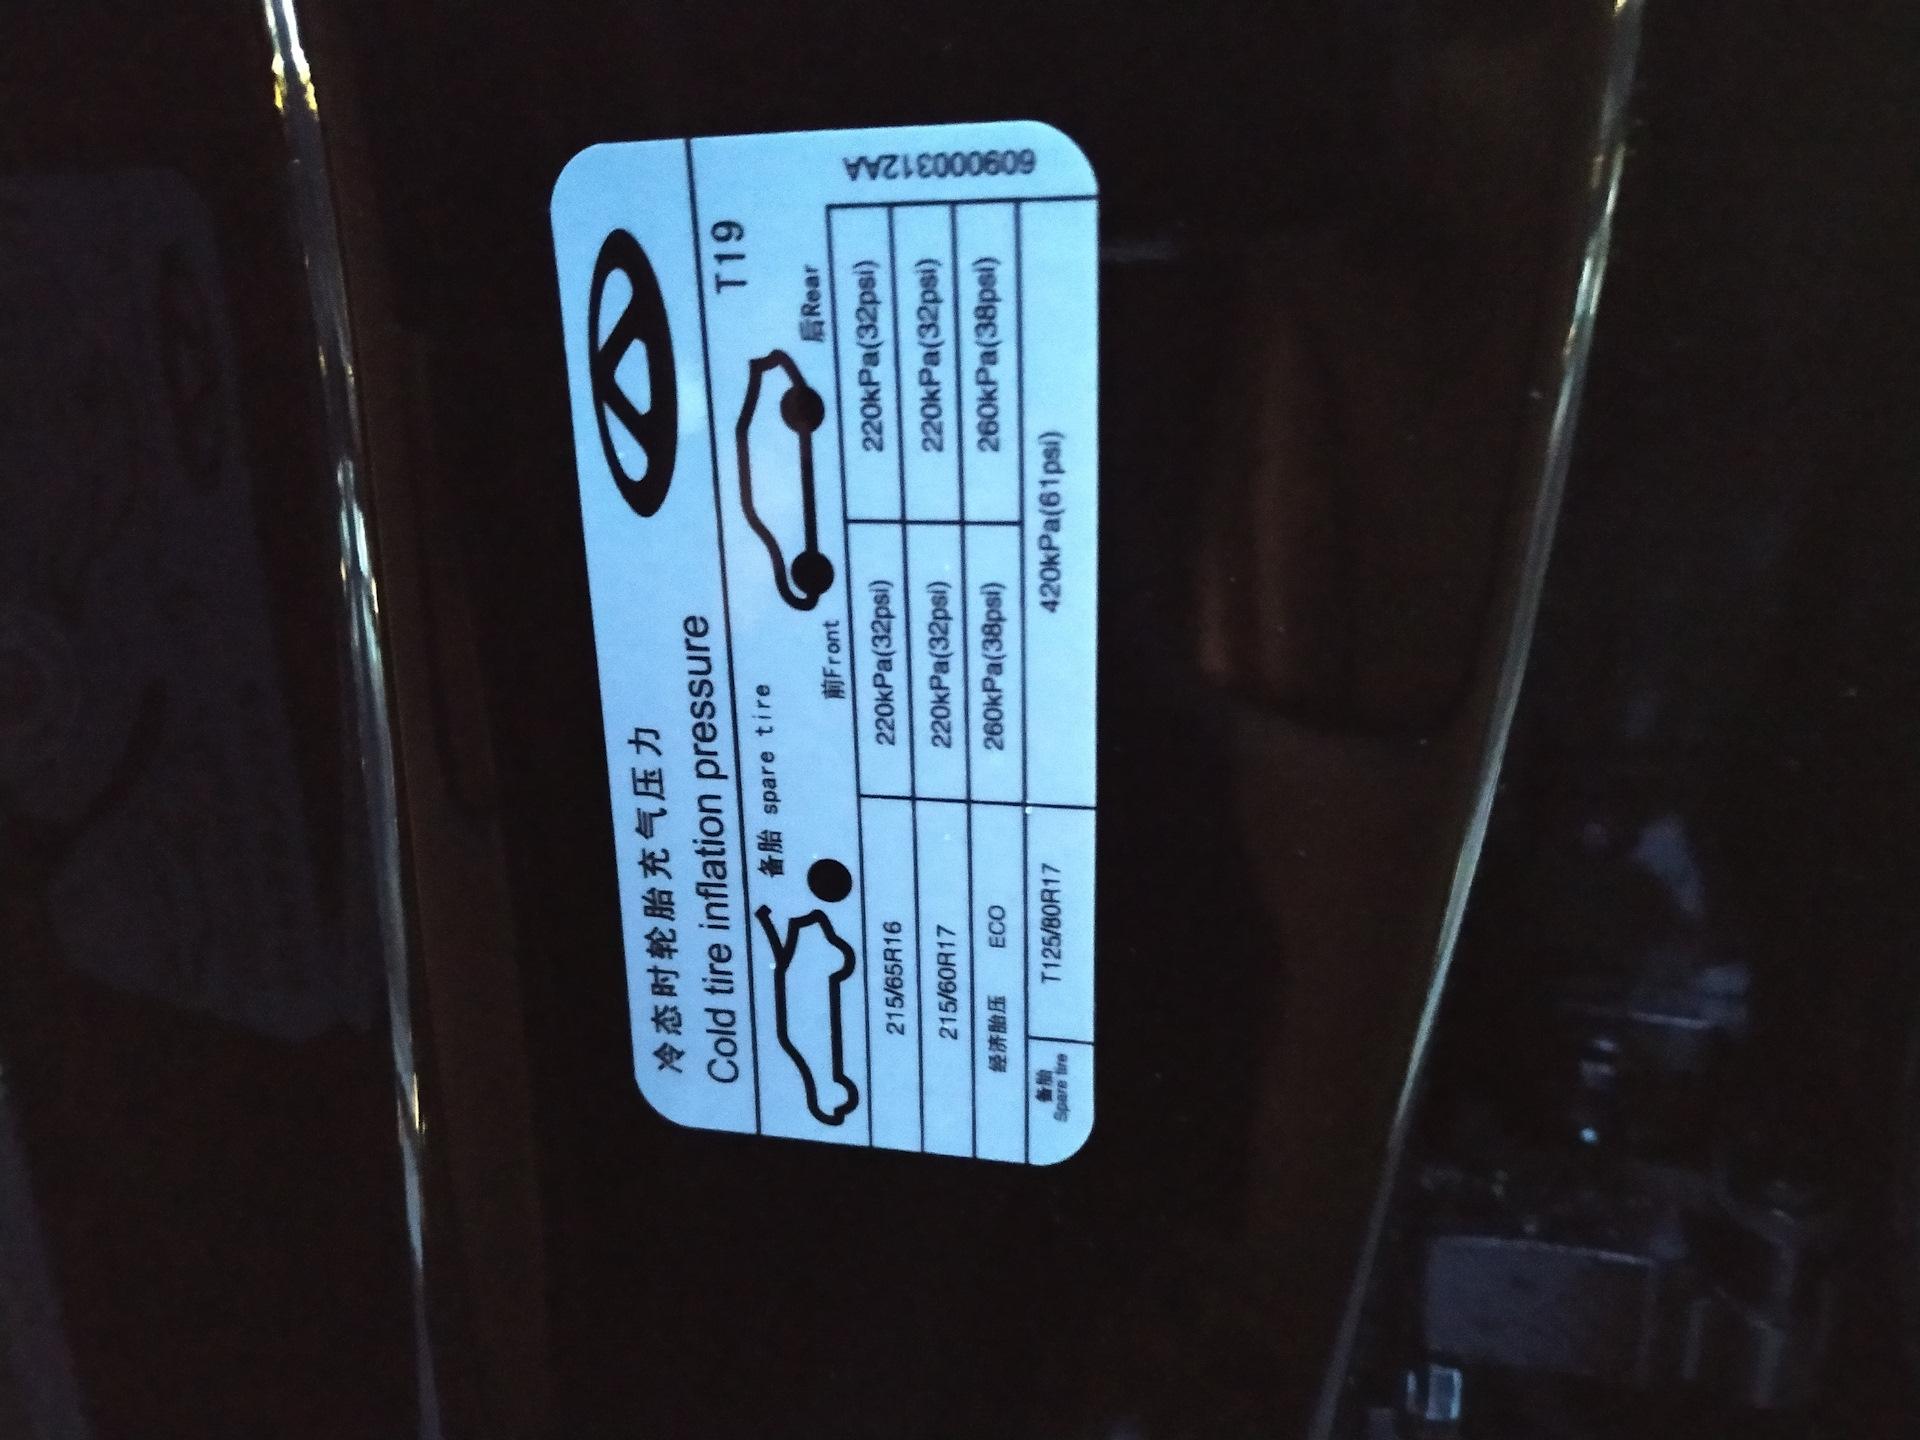 冷态时轮胎充气压力
Cold tire inflation pressure
T19
备胎 spare tire
前Front
后Rear
215/65R16 220kPa(32psi) 220kPa(32psi)
215/60R17 220kPa(32psi) 220kPa(32psi)
经济胎压 ECO 260kPa(38psi) 260kPa(38psi)
备胎
Spare tire
T125/80R17 420kPa(61psi)
609000312AA